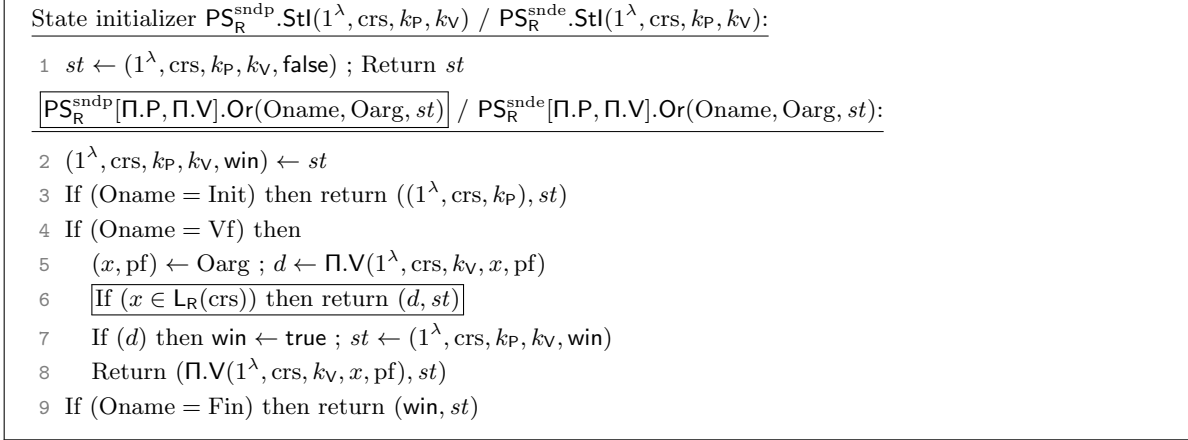 State initializer PS_R^sndp.StI(1^λ, crs, k_P, k_V) / PS_R^snde.StI(1^λ, crs, k_P, k_V):
1 st ← (1^λ, crs, k_P, k_V, false) ; Return st
PS_R^sndp[Π.P, Π.V].Or(Oname, Oarg, st) / PS_R^snde[Π.P, Π.V].Or(Oname, Oarg, st):
2 (1^λ, crs, k_P, k_V, win) ← st
3 If (Oname = Init) then return ((1^λ, crs, k_P), st)
4 If (Oname = Vf) then
5 (x, pf) ← Oarg ; d ← Π.V(1^λ, crs, k_V, x, pf)
6 If (x ∈ L_R(crs)) then return (d, st)
7 If (d) then win ← true ; st ← (1^λ, crs, k_P, k_V, win)
8 Return (Π.V(1^λ, crs, k_V, x, pf), st)
9 If (Oname = Fin) then return (win, st)